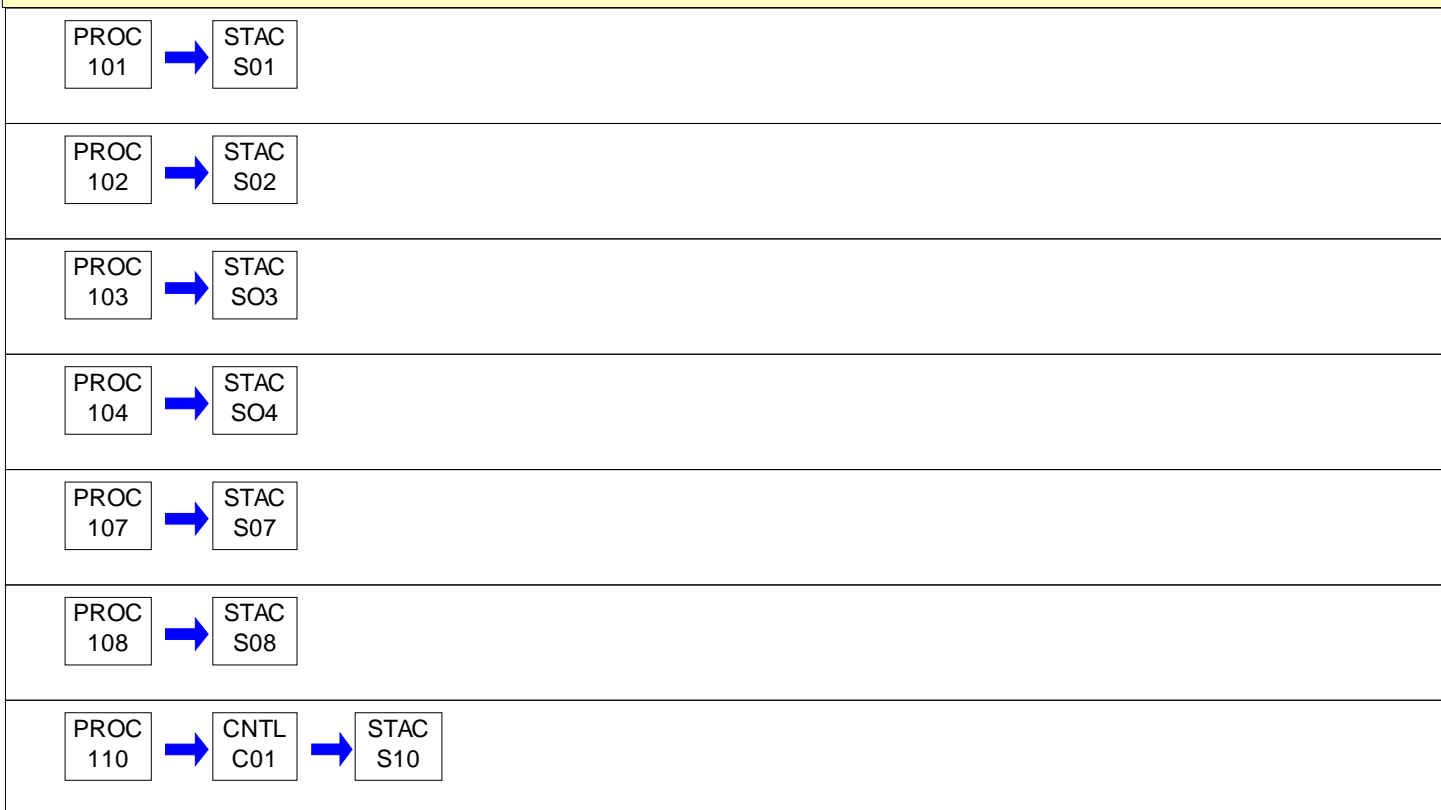 PROC
101
STAC
S01
PROC
102
STAC
S02
PROC
103
STAC
SO3
PROC
104
STAC
SO4
PROC
107
STAC
S07
PROC
108
STAC
S08
PROC
110
CNTL
C01
STAC
S10